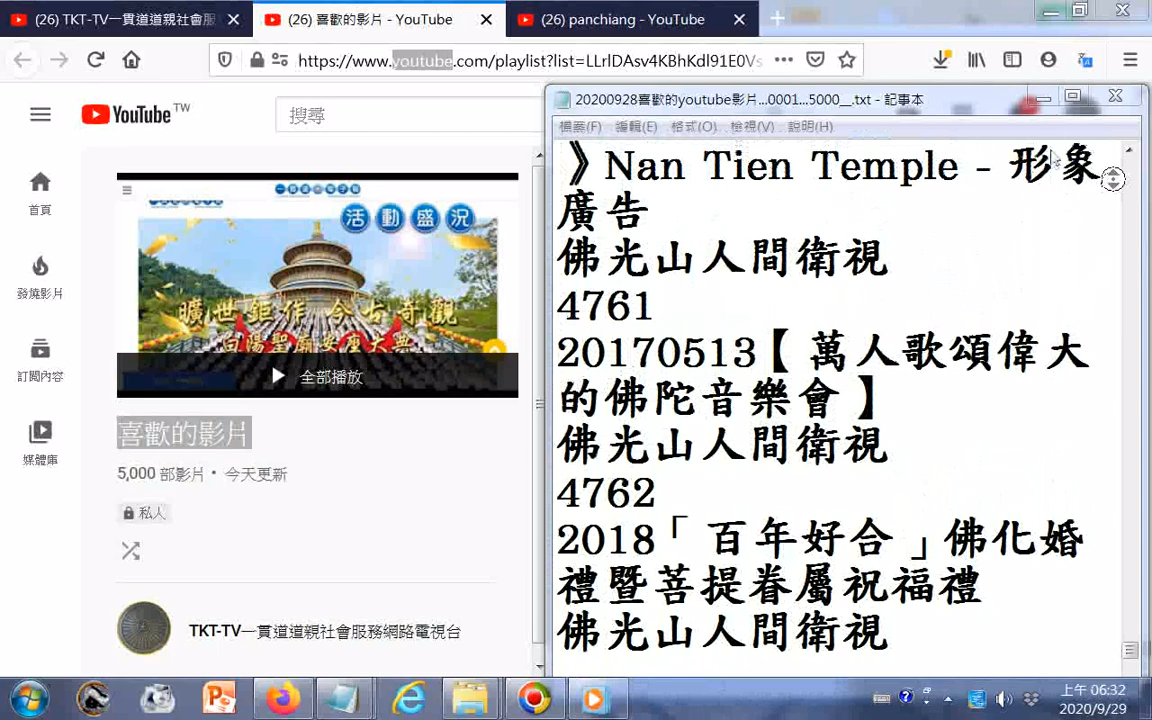 (26) TKT-TV一貫道道親社會服
(26) 喜歡的影片 - YouTube
(26) panchiang - YouTube
https://www.youtube.com/playlist?list=LLrlDAsv4KBhKdl91E0Vs
YouTube TW
搜尋
首頁
發燒影片
訂閱內容
媒體庫
活動盛況
曠世鉅作 今古奇觀
白陽聖廟安座大典
全部播放
喜歡的影片
5,000 部影片 • 今天更新
私人
TKT-TV一貫道道親社會服務網路電視台
20200928喜歡的youtube影片...0001...5000__.txt - 記事本
檔案(F) 編輯(E) 格式(O) 檢視(V) 說明(H)
》Nan Tien Temple - 形象
廣告
佛光山人間衛視
4761
20170513【 萬人歌頌偉大
的佛陀音樂會 】
佛光山人間衛視
4762
2018「 百年好合 」佛化婚
禮暨菩提眷屬祝福禮
佛光山人間衛視
上午 06:32
2020/9/29